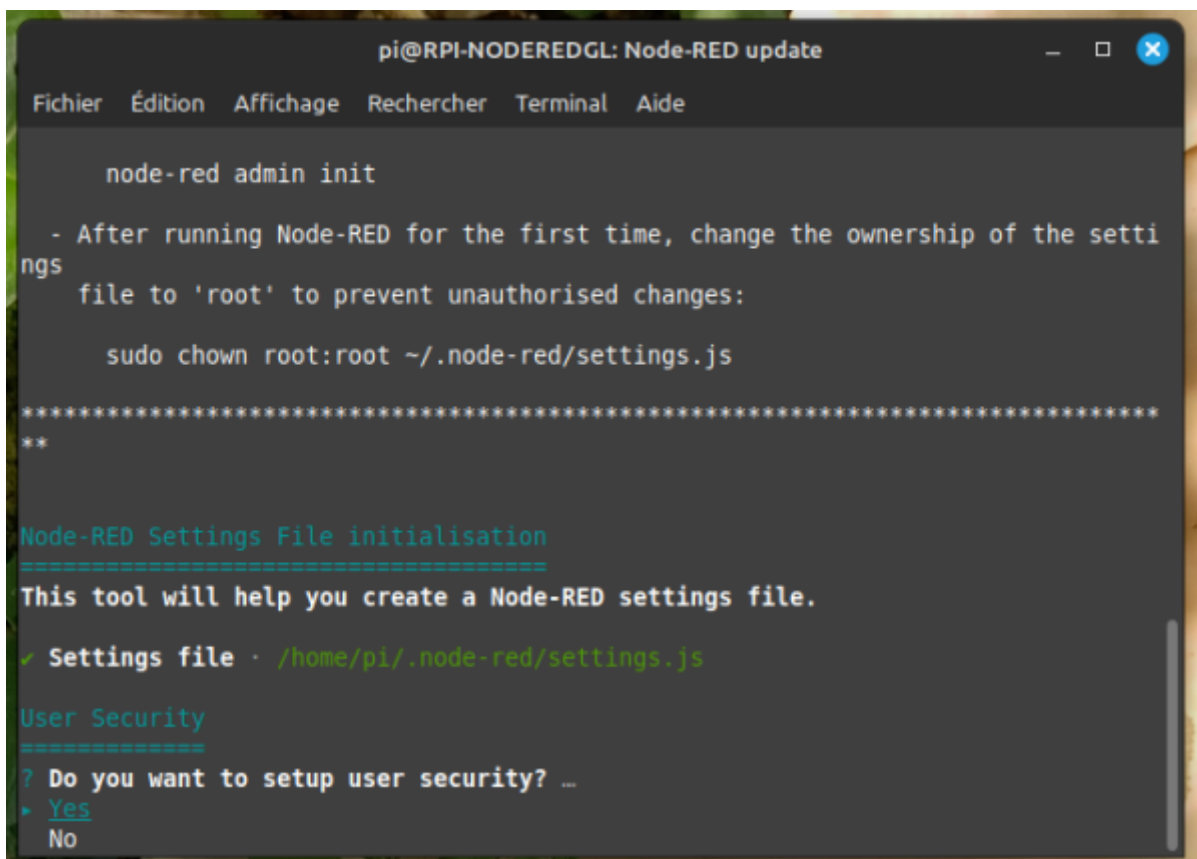 pi@RPI-NODEREDGL: Node-RED update
Fichier Édition Affichage Rechercher Terminal Aide
node-red admin init
- After running Node-RED for the first time, change the ownership of the setti
ngs
file to 'root' to prevent unauthorised changes:
sudo chown root:root ~/.node-red/settings.js
********************************************************************************
**
Node-RED Settings File initialisation
=====================================
This tool will help you create a Node-RED settings file.
✔ Settings file · /home/pi/.node-red/settings.js
User Security
=============
? Do you want to setup user security? …
▸ Yes
No